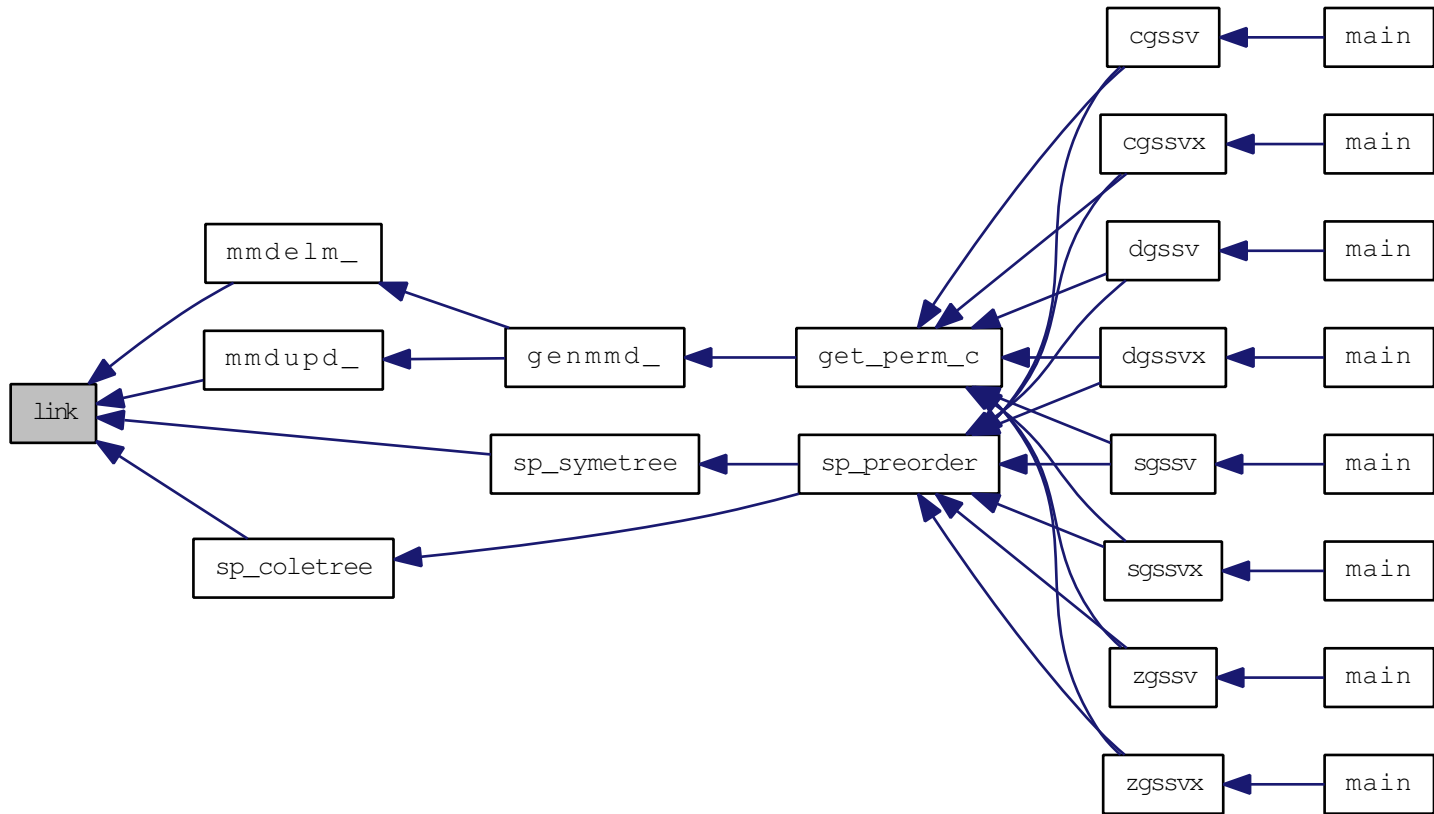 cgssv
main
cgssvx
main
mmdelm_
dgssv
main
mmdupd_
genmmd_
get_perm_c
dgssvx
main
link
sp_symetree
sp_preorder
sgssv
main
sp_coletree
sgssvx
main
zgssv
main
zgssvx
main